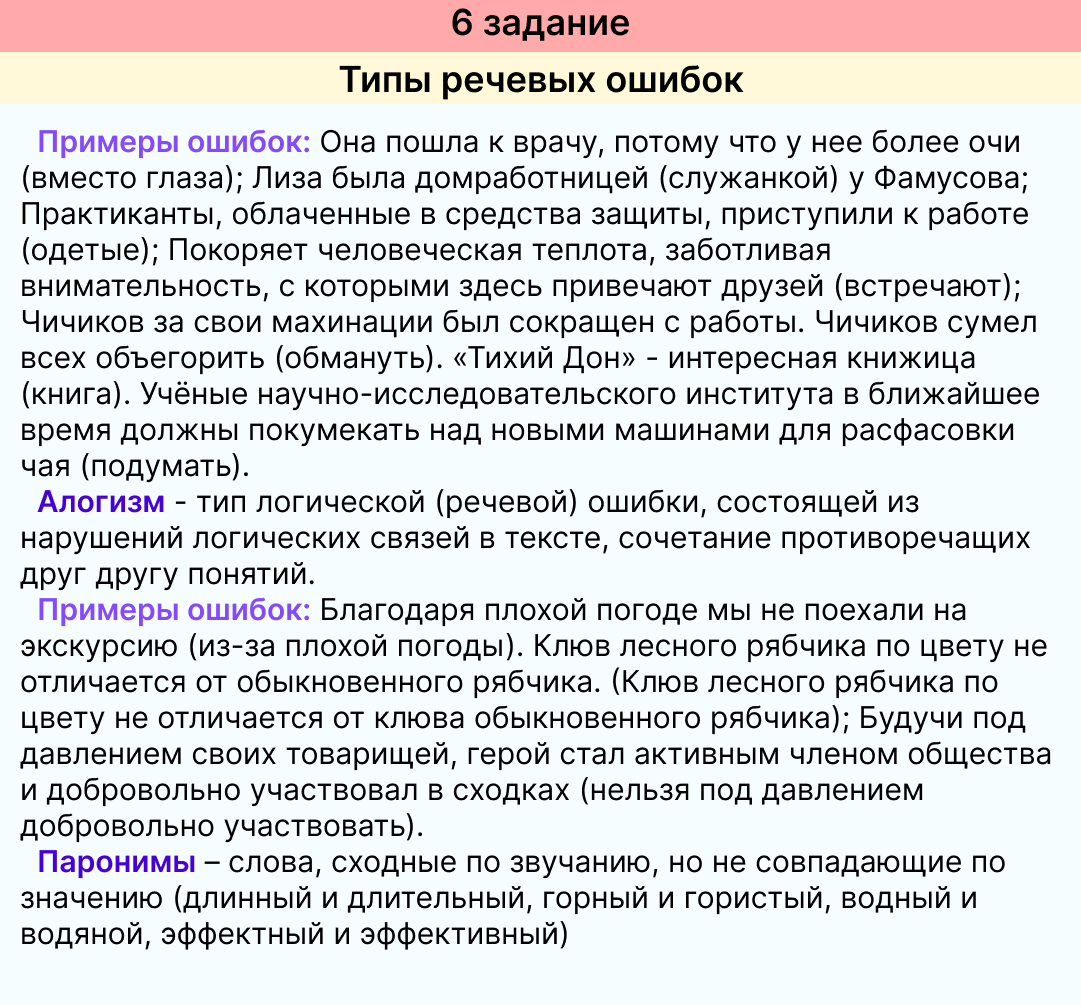 6 задание
Типы речевых ошибок
Примеры ошибок: Она пошла к врачу, потому что у нее более очи
(вместо глаза); Лиза была домработницей (служанкой) у Фамусова;
Практиканты, облаченные в средства защиты, приступили к работе
(одетые); Покоряет человеческая теплота, заботливая
внимательность, с которыми здесь привечают друзей (встречают);
Чичиков за свои махинации был сокращен с работы. Чичиков сумел
всех объегорить (обмануть). «Тихий Дон» - интересная книжица
(книга). Учёные научно-исследовательского института в ближайшее
время должны покумекать над новыми машинами для расфасовки
чая (подумать).
Алогизм - тип логической (речевой) ошибки, состоящей из
нарушений логических связей в тексте, сочетание противоречащих
друг другу понятий.
Примеры ошибок: Благодаря плохой погоде мы не поехали на
экскурсию (из-за плохой погоды). Клюв лесного рябчика по цвету не
отличается от обыкновенного рябчика. (Клюв лесного рябчика по
цвету не отличается от клюва обыкновенного рябчика); Будучи под
давлением своих товарищей, герой стал активным членом общества
и добровольно участвовал в сходках (нельзя под давлением
добровольно участвовать).
Паронимы – слова, сходные по звучанию, но не совпадающие по
значению (длинный и длительный, горный и гористый, водный и
водяной, эффектный и эффективный)